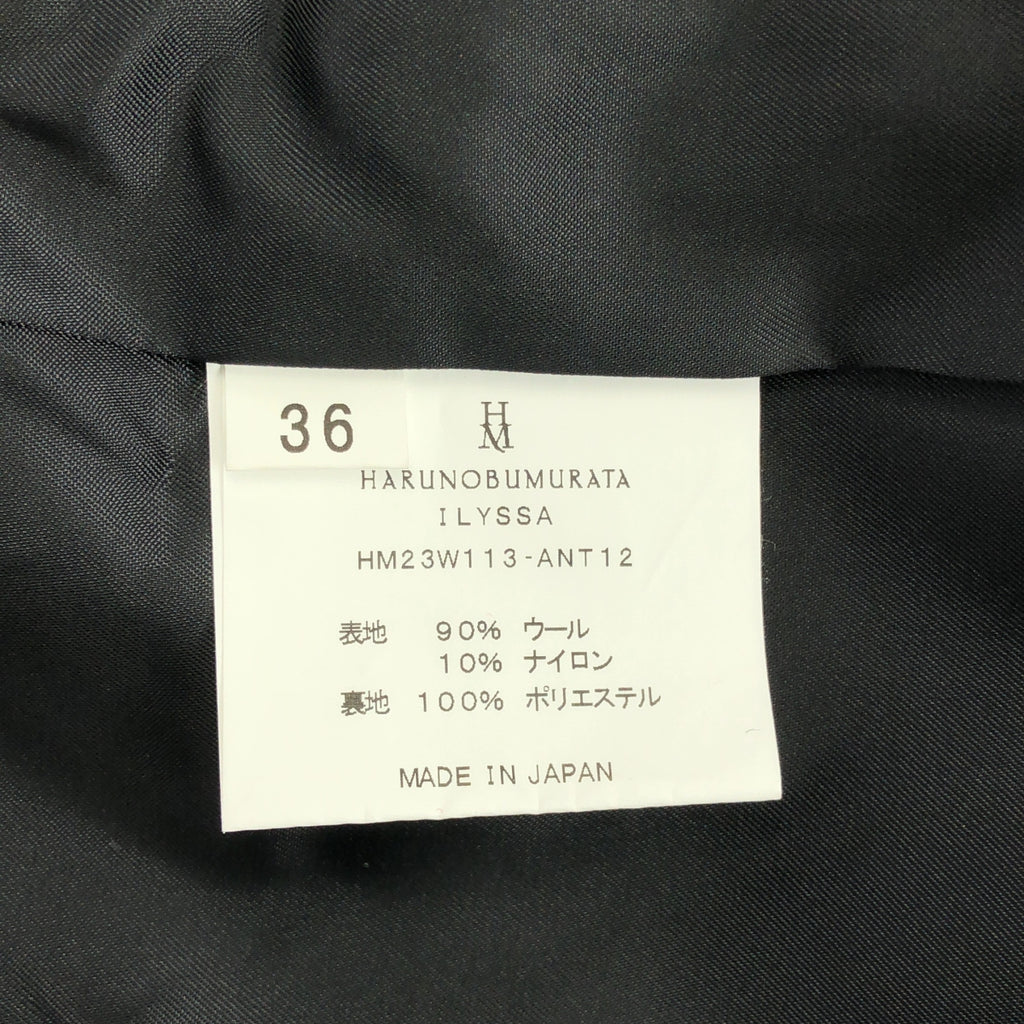 36
HM
HARUNOBUMURATA
ILYSSA
HM23W113-ANT12
表地 90% ウール
10% ナイロン
裏地 100% ポリエステル
MADE IN JAPAN